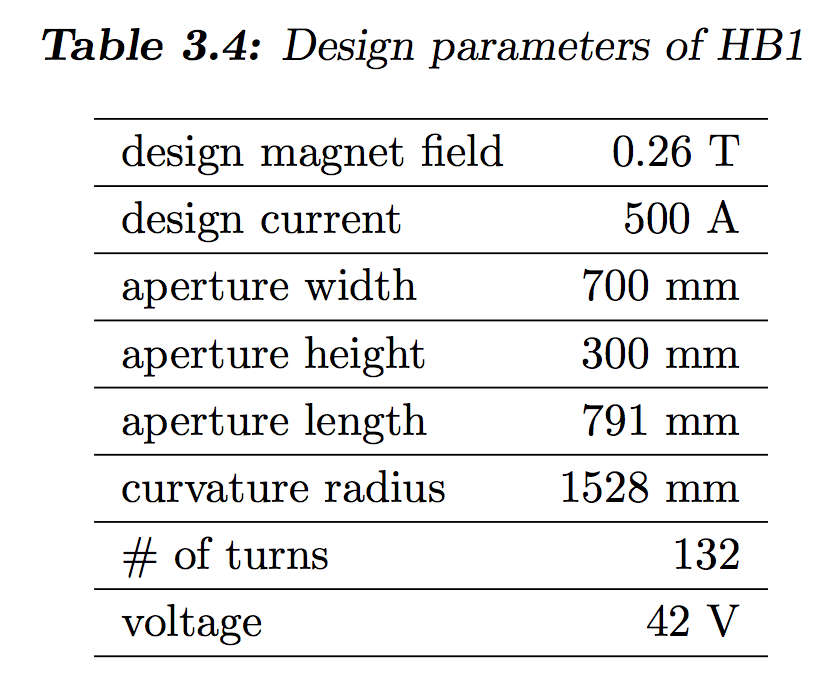 Table 3.4: Design parameters of HB1
design magnet field 0.26 T
design current 500 A
aperture width 700 mm
aperture height 300 mm
aperture length 791 mm
curvature radius 1528 mm
# of turns 132
voltage 42 V